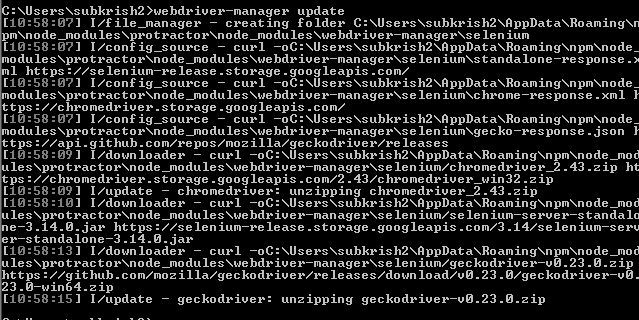 C:\Users\subkrish2>webdriver-manager update
[10:58:07] I/file_manager - creating folder C:\Users\subkrish2\AppData\Roaming\n
pm\node_modules\protractor\node_modules\webdriver-manager\selenium
[10:58:07] I/config_source - curl -oC:\Users\subkrish2\AppData\Roaming\npm\node_
modules\protractor\node_modules\webdriver-manager\selenium\standalone-response.x
ml https://selenium-release.storage.googleapis.com/
[10:58:07] I/config_source - curl -oC:\Users\subkrish2\AppData\Roaming\npm\node_
modules\protractor\node_modules\webdriver-manager\selenium\chrome-response.xml h
ttps://chromedriver.storage.googleapis.com/
[10:58:07] I/config_source - curl -oC:\Users\subkrish2\AppData\Roaming\npm\node_
modules\protractor\node_modules\webdriver-manager\selenium\gecko-response.json h
ttps://api.github.com/repos/mozilla/geckodriver/releases
[10:58:09] I/downloader - curl -oC:\Users\subkrish2\AppData\Roaming\npm\node_mod
ules\protractor\node_modules\webdriver-manager\selenium/chromedriver_2.43.zip ht
tps://chromedriver.storage.googleapis.com/2.43/chromedriver_win32.zip
[10:58:09] I/update - chromedriver: unzipping chromedriver_2.43.zip
[10:58:10] I/downloader - curl -oC:\Users\subkrish2\AppData\Roaming\npm\node_mod
ules\protractor\node_modules\webdriver-manager\selenium/selenium-server-standalo
ne-3.14.0.jar https://selenium-release.storage.googleapis.com/3.14/selenium-serv
er-standalone-3.14.0.jar
[10:58:13] I/downloader - curl -oC:\Users\subkrish2\AppData\Roaming\npm\node_mod
ules\protractor\node_modules\webdriver-manager\selenium/geckodriver-v0.23.0.zip
https://github.com/mozilla/geckodriver/releases/download/v0.23.0/geckodriver-v0.
23.0-win64.zip
[10:58:15] I/update - geckodriver: unzipping geckodriver-v0.23.0.zip